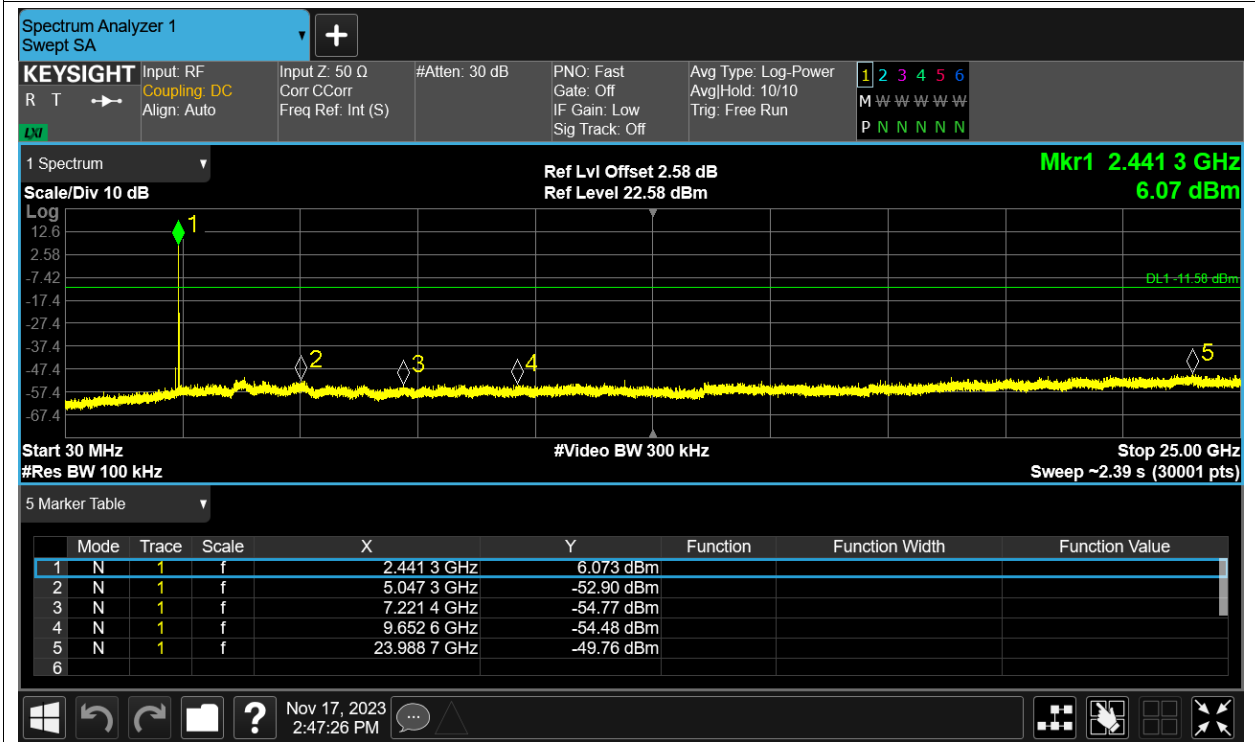 Spectrum Analyzer 1
Swept SA
KEYSIGHT
R T
LXI
Input: RF
Coupling: DC
Align: Auto
Input Z: 50 Ω
Corr CCorr
Freq Ref: Int (S)
#Atten: 30 dB
PNO: Fast
Gate: Off
IF Gain: Low
Sig Track: Off
Avg Type: Log-Power
Avg|Hold: 10/10
Trig: Free Run
1 2 3 4 5 6
M W W W W W
P N N N N N
1 Spectrum
Scale/Div 10 dB
Ref Lvl Offset 2.58 dB
Ref Level 22.58 dBm
Mkr1 2.441 3 GHz
6.07 dBm
Log
12.6
2.58
-7.42
-17.4
-27.4
-37.4
-47.4
-57.4
-67.4
1
2
3
4
5
DL1 -11.58 dBm
Start 30 MHz
#Res BW 100 kHz
#Video BW 300 kHz
Stop 25.00 GHz
Sweep ~2.39 s (30001 pts)
5 Marker Table
Mode Trace Scale X Y Function Function Width Function Value
1 N 1 f 2.441 3 GHz 6.073 dBm
2 N 1 f 5.047 3 GHz -52.90 dBm
3 N 1 f 7.221 4 GHz -54.77 dBm
4 N 1 f 9.652 6 GHz -54.48 dBm
5 N 1 f 23.988 7 GHz -49.76 dBm
6
?
Nov 17, 2023
2:47:26 PM